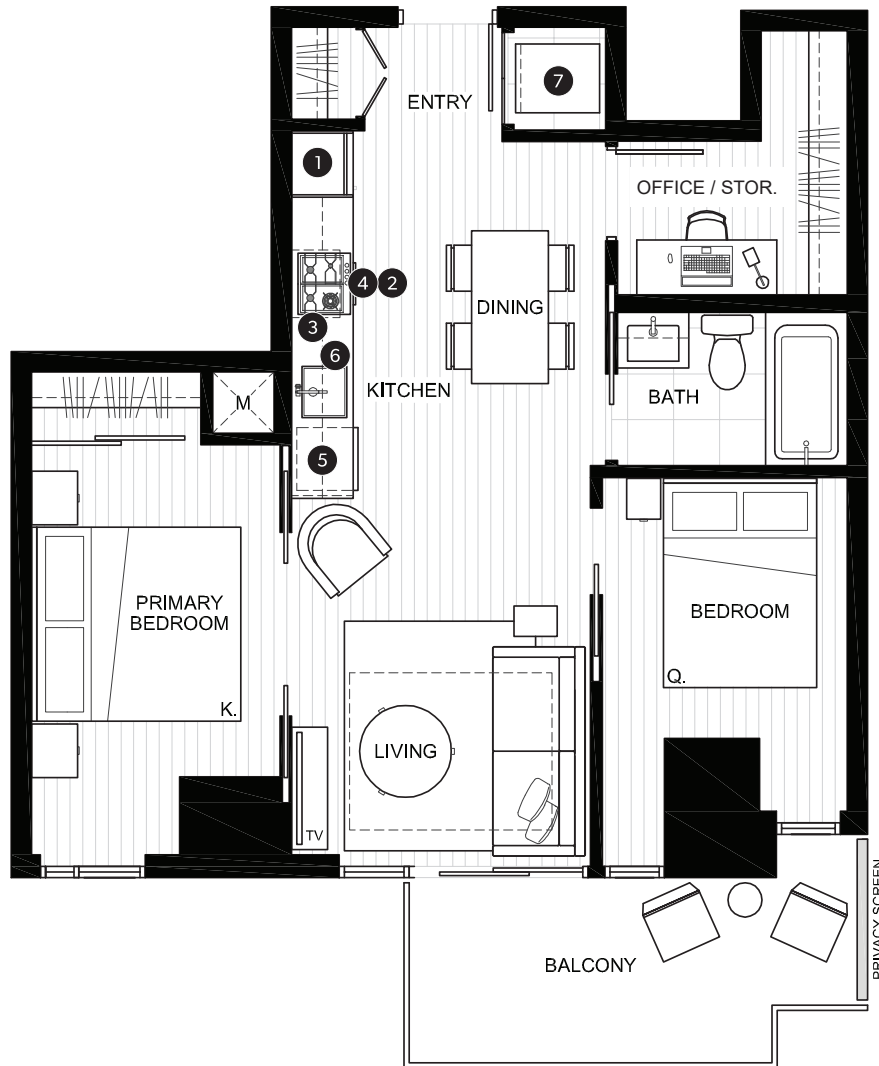 7
ENTRY
1
OFFICE / STOR.
4 2
DINING
3
6
KITCHEN
M
BATH
5
PRIMARY
BEDROOM
BEDROOM
Q.
K.
LIVING
TV
PRIVACY SCREEN
BALCONY